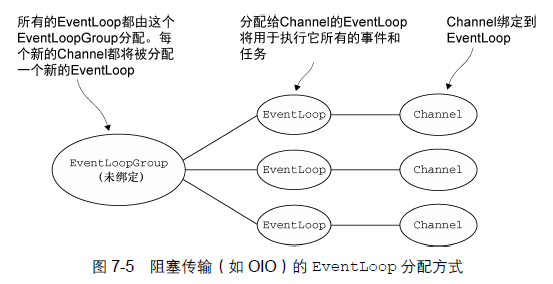 所有的EventLoop都由这个
EventLoopGroup分配。每
个新的Channel都将被分配
一个新的EventLoop
分配给Channel的EventLoop
将用于执行它所有的事件和
任务
Channel绑定到
EventLoop
EventLoop
Channel
EventLoopGroup
(未绑定)
EventLoop
Channel
EventLoop
Channel
图 7-5 阻塞传输（如 OIO）的 EventLoop 分配方式